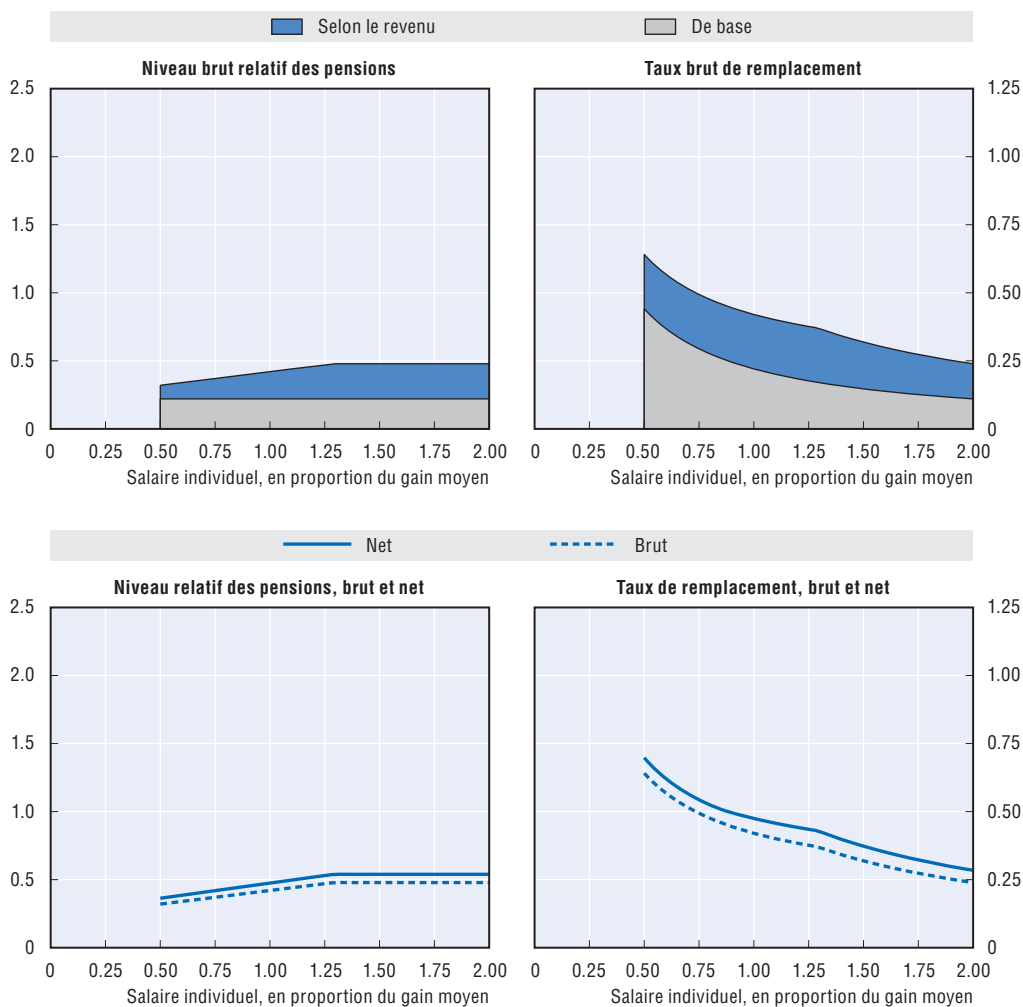 Selon le revenu De base
Niveau brut relatif des pensions
2.5
2.0
1.5
1.0
0.5
0
0 0.25 0.50 0.75 1.00 1.25 1.50 1.75 2.00
Salaire individuel, en proportion du gain moyen
Taux brut de remplacement
1.25
1.00
0.75
0.50
0.25
0
0 0.25 0.50 0.75 1.00 1.25 1.50 1.75 2.00
Salaire individuel, en proportion du gain moyen
Net Brut
Niveau relatif des pensions, brut et net
2.5
2.0
1.5
1.0
0.5
0
0 0.25 0.50 0.75 1.00 1.25 1.50 1.75 2.00
Salaire individuel, en proportion du gain moyen
Taux de remplacement, brut et net
1.25
1.00
0.75
0.50
0.25
0
0 0.25 0.50 0.75 1.00 1.25 1.50 1.75 2.00
Salaire individuel, en proportion du gain moyen